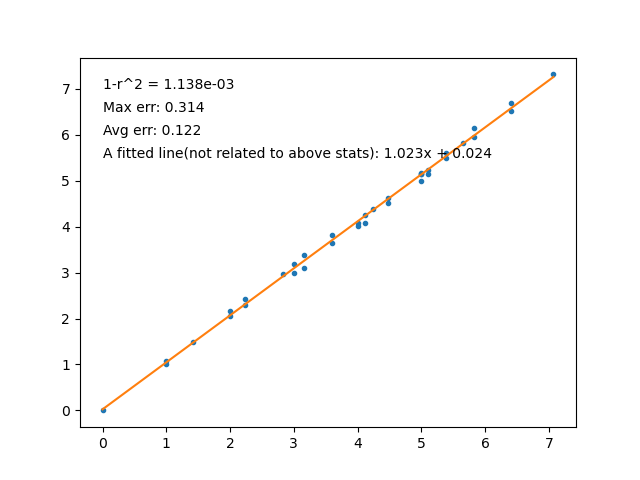 1-r^2 = 1.138e-03
Max err: 0.314
Avg err: 0.122
A fitted line(not related to above stats): 1.023x + 0.024
7
6
5
4
3
2
1
0
0 1 2 3 4 5 6 7